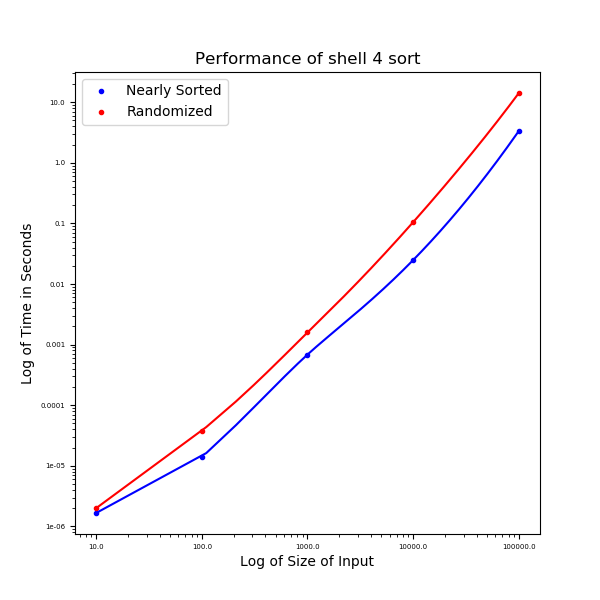 Performance of shell 4 sort
Nearly Sorted
Randomized
Log of Time in Seconds
10.0
1.0
0.1
0.01
0.001
0.0001
1e-05
1e-06
10.0 100.0 1000.0 10000.0 100000.0
Log of Size of Input